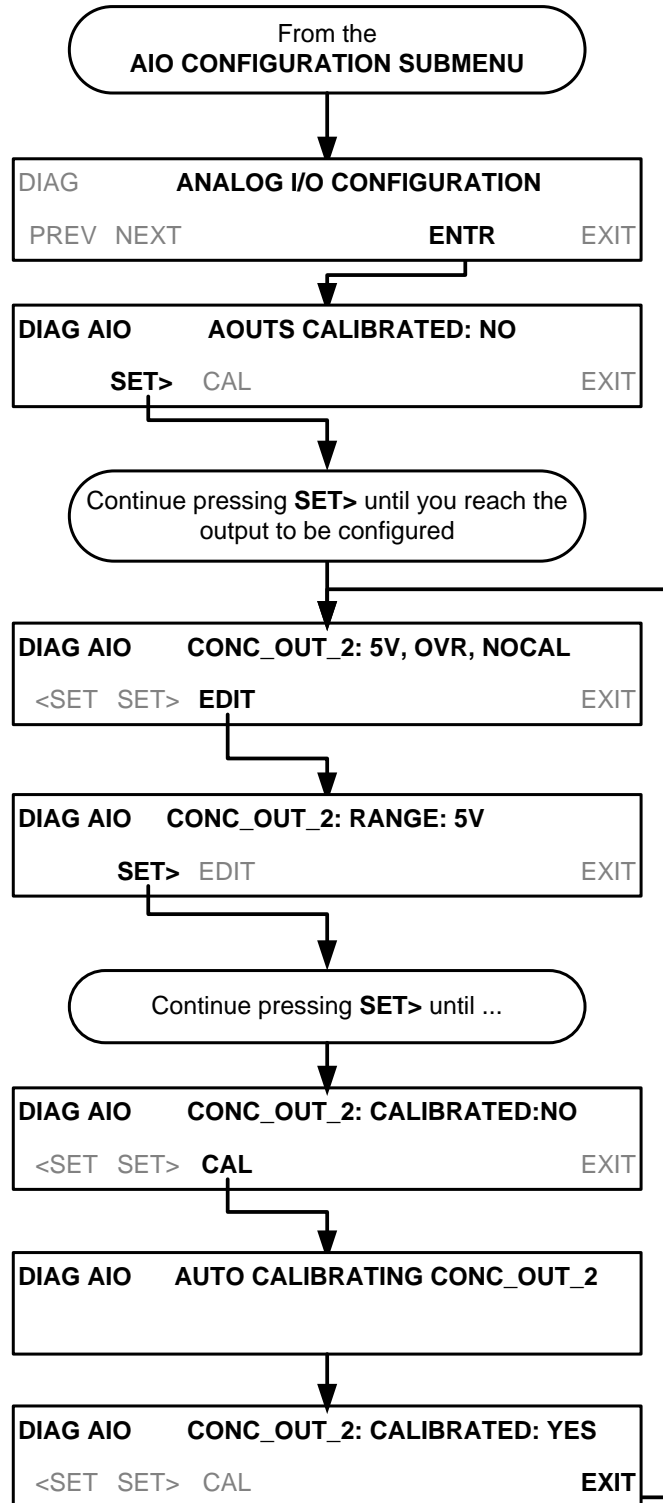 From the
AIO CONFIGURATION SUBMENU
DIAG ANALOG I/O CONFIGURATION
PREV NEXT ENTR EXIT
DIAG AIO AOUTS CALIBRATED: NO
SET> CAL EXIT
Continue pressing SET> until you reach the
output to be configured
DIAG AIO CONC_OUT_2: 5V, OVR, NOCAL
<SET SET> EDIT EXIT
DIAG AIO CONC_OUT_2: RANGE: 5V
SET> EDIT EXIT
Continue pressing SET> until ...
DIAG AIO CONC_OUT_2: CALIBRATED:NO
<SET SET> CAL EXIT
DIAG AIO AUTO CALIBRATING CONC_OUT_2
DIAG AIO CONC_OUT_2: CALIBRATED: YES
<SET SET> CAL EXIT